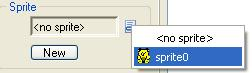 Sprite
<no sprite>
New
<no sprite>
sprite0